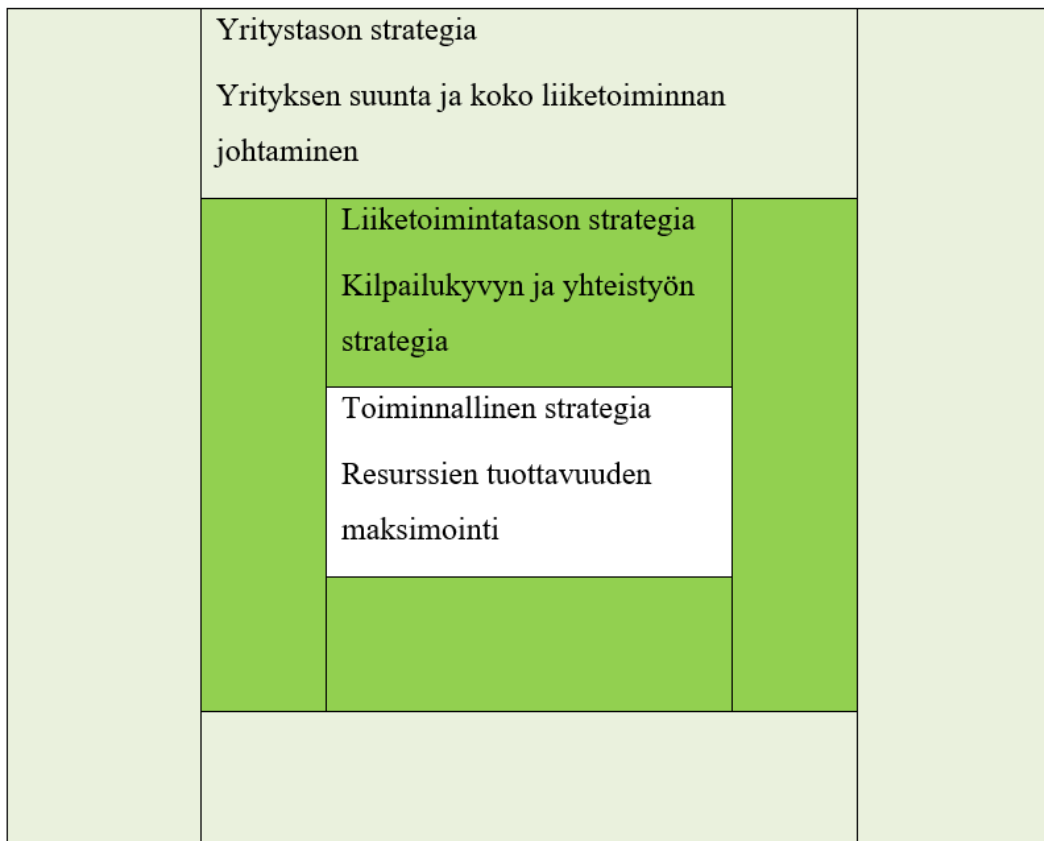 Yritystason strategia
Yrityksen suunta ja koko liiketoiminnan
johtaminen
Liiketoimintatason strategia
Kilpailukyvyn ja yhteistyön
strategia
Toiminnallinen strategia
Resurssien tuottavuuden
maksimointi